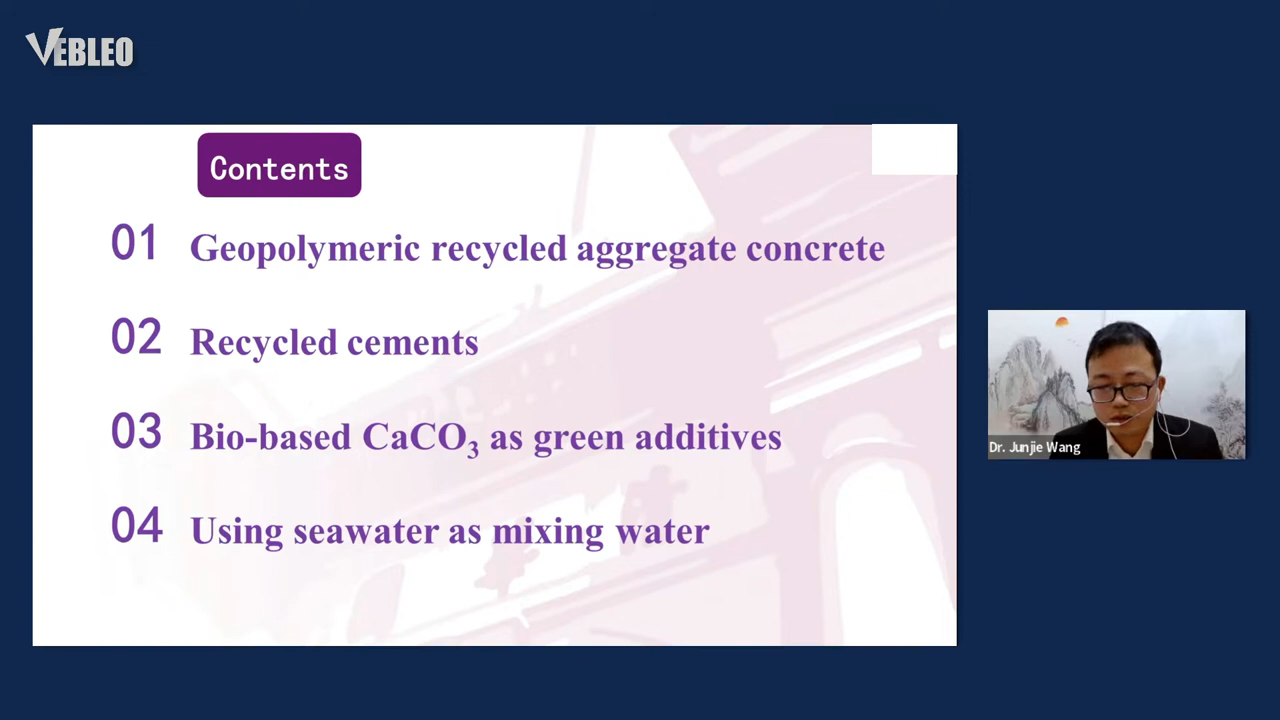 VEBLEO
Contents
01 Geopolymeric recycled aggregate concrete
02 Recycled cements
03 Bio-based CaCO₃ as green additives
04 Using seawater as mixing water
Dr. Junjie Wang